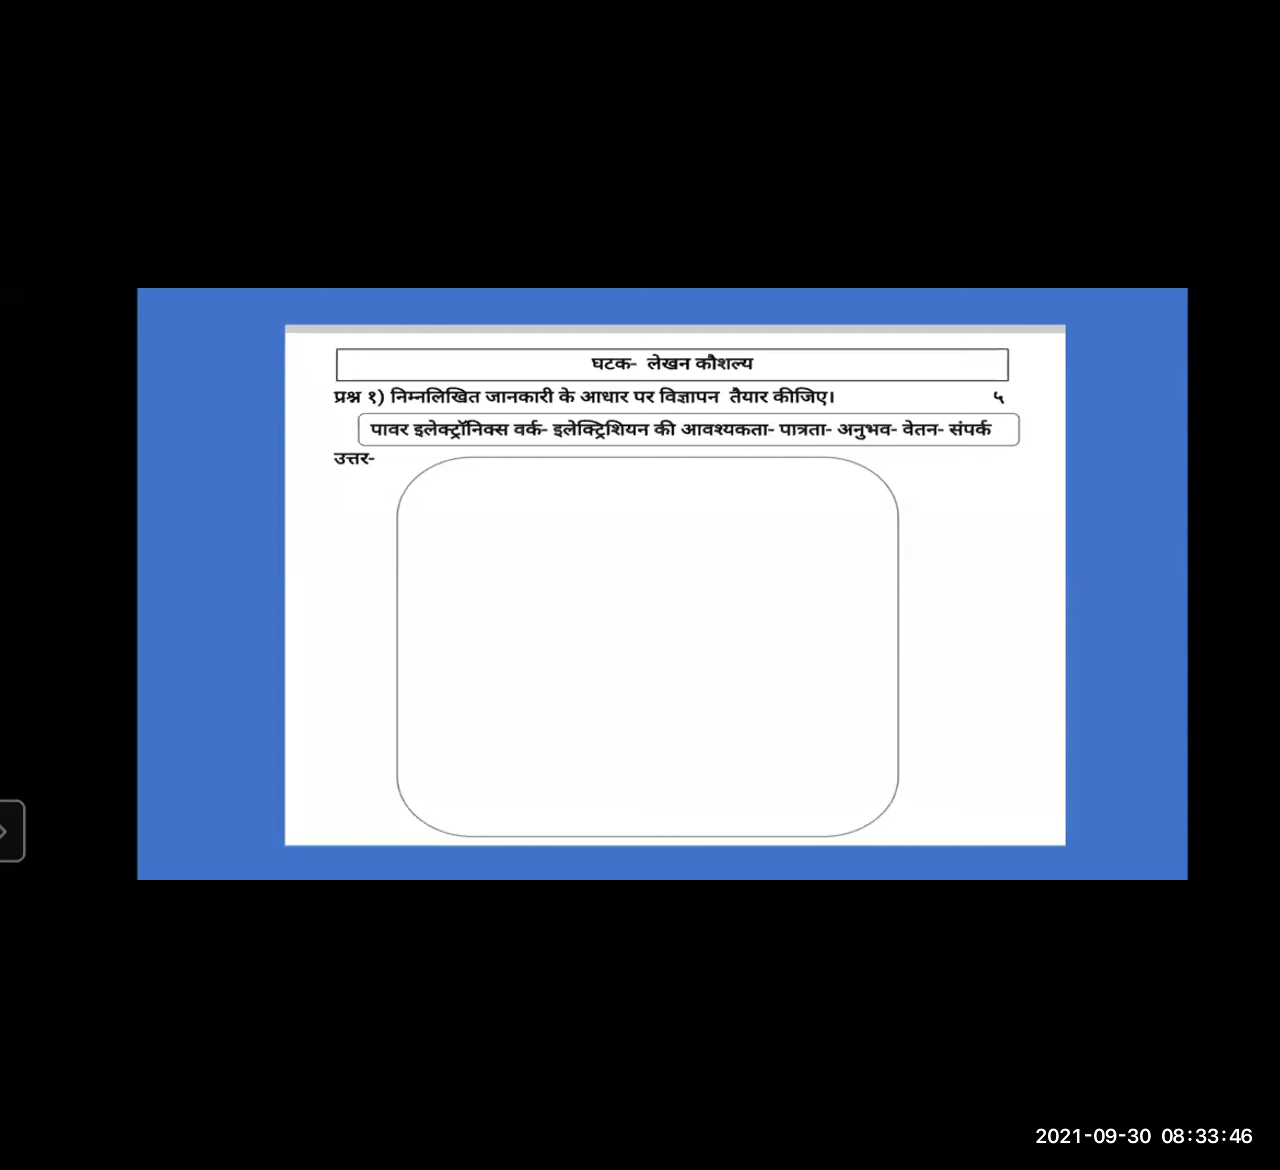 घटक- लेखन कौशल्य
प्रश्न १) निम्नलिखित जानकारी के आधार पर विज्ञापन तैयार कीजिए। ५
पावर इलेक्ट्रॉनिक्स वर्क- इलेक्ट्रिशियन की आवश्यकता- पात्रता- अनुभव- वेतन- संपर्क
उत्तर-
2021-09-30 08:33:46